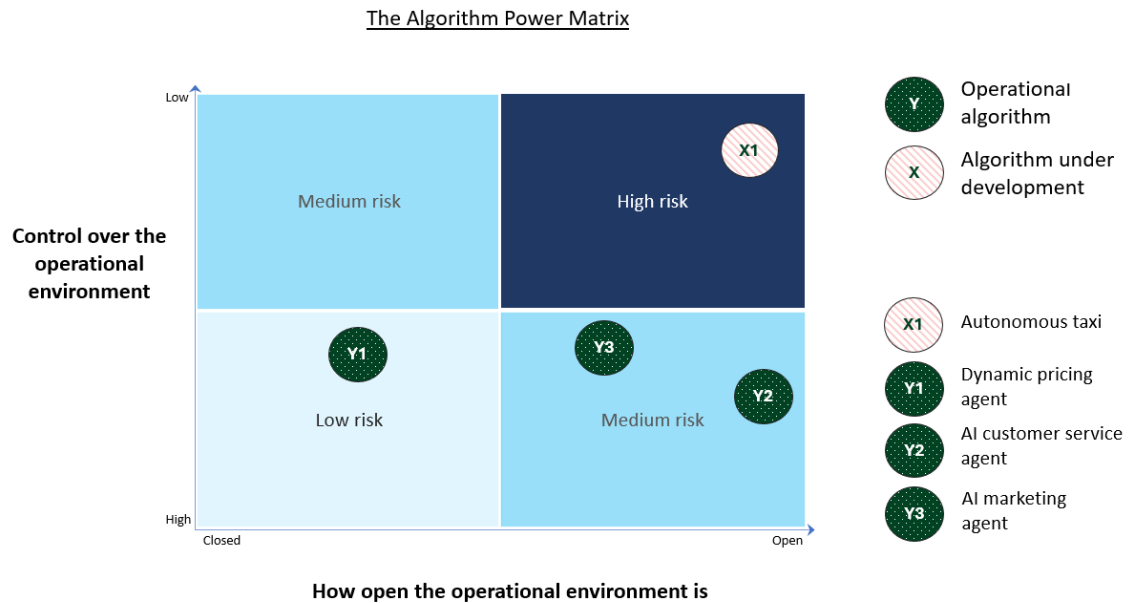 The Algorithm Power Matrix
Low
Medium risk
High risk
X1
Control over the
operational
environment
Y1
Y3
Y2
Low risk
Medium risk
High
Closed
Open
How open the operational environment is
Y
Operational
algorithm
X
Algorithm under
development
X1
Autonomous taxi
Y1
Dynamic pricing
agent
Y2
AI customer service
agent
Y3
AI marketing
agent